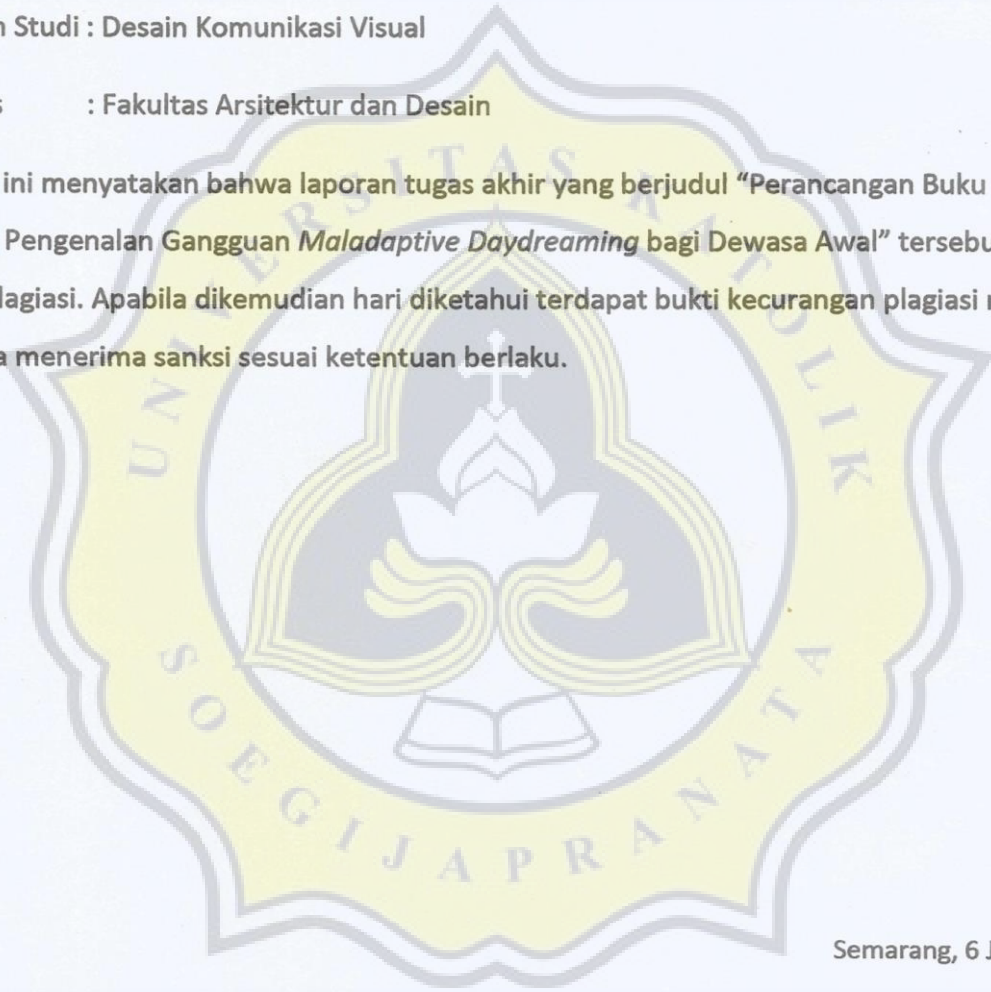 n Studi : Desain Komunikasi Visual
s : Fakultas Arsitektur dan Desain
ini menyatakan bahwa laporan tugas akhir yang berjudul “Perancangan Buku
Pengenalan Gangguan Maladaptive Daydreaming bagi Dewasa Awal” tersebu
lagiasi. Apabila dikemudian hari diketahui terdapat bukti kecurangan plagiasi
a menerima sanksi sesuai ketentuan berlaku.
UNIVERSITAS KATOLIK
SOEGIJAPRANATA
Semarang, 6 J